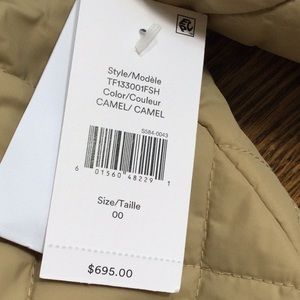 Style/Modèle
TF133001FSH
Color/Couleur
CAMEL/ CAMEL
S584-0043
6 01560 48229 1
Size/Taille
00
$695.00